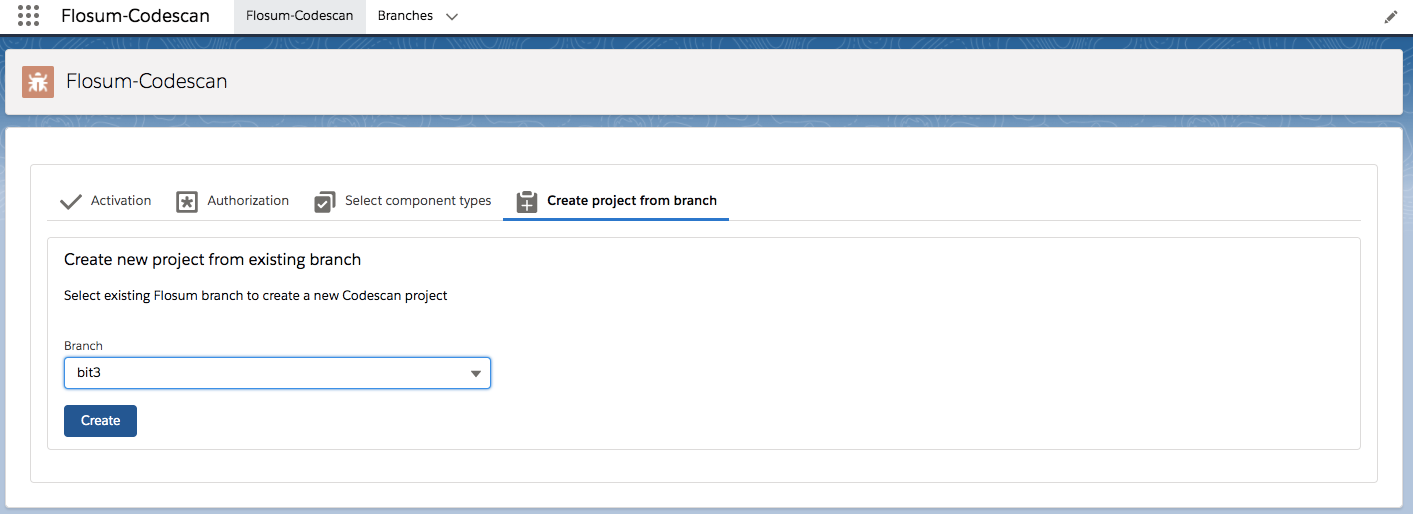 Flosum-Codescan Flosum-Codescan Branches
Flosum-Codescan
Activation Authorization Select component types Create project from branch
Create new project from existing branch
Select existing Flosum branch to create a new Codescan project
Branch
bit3
Create